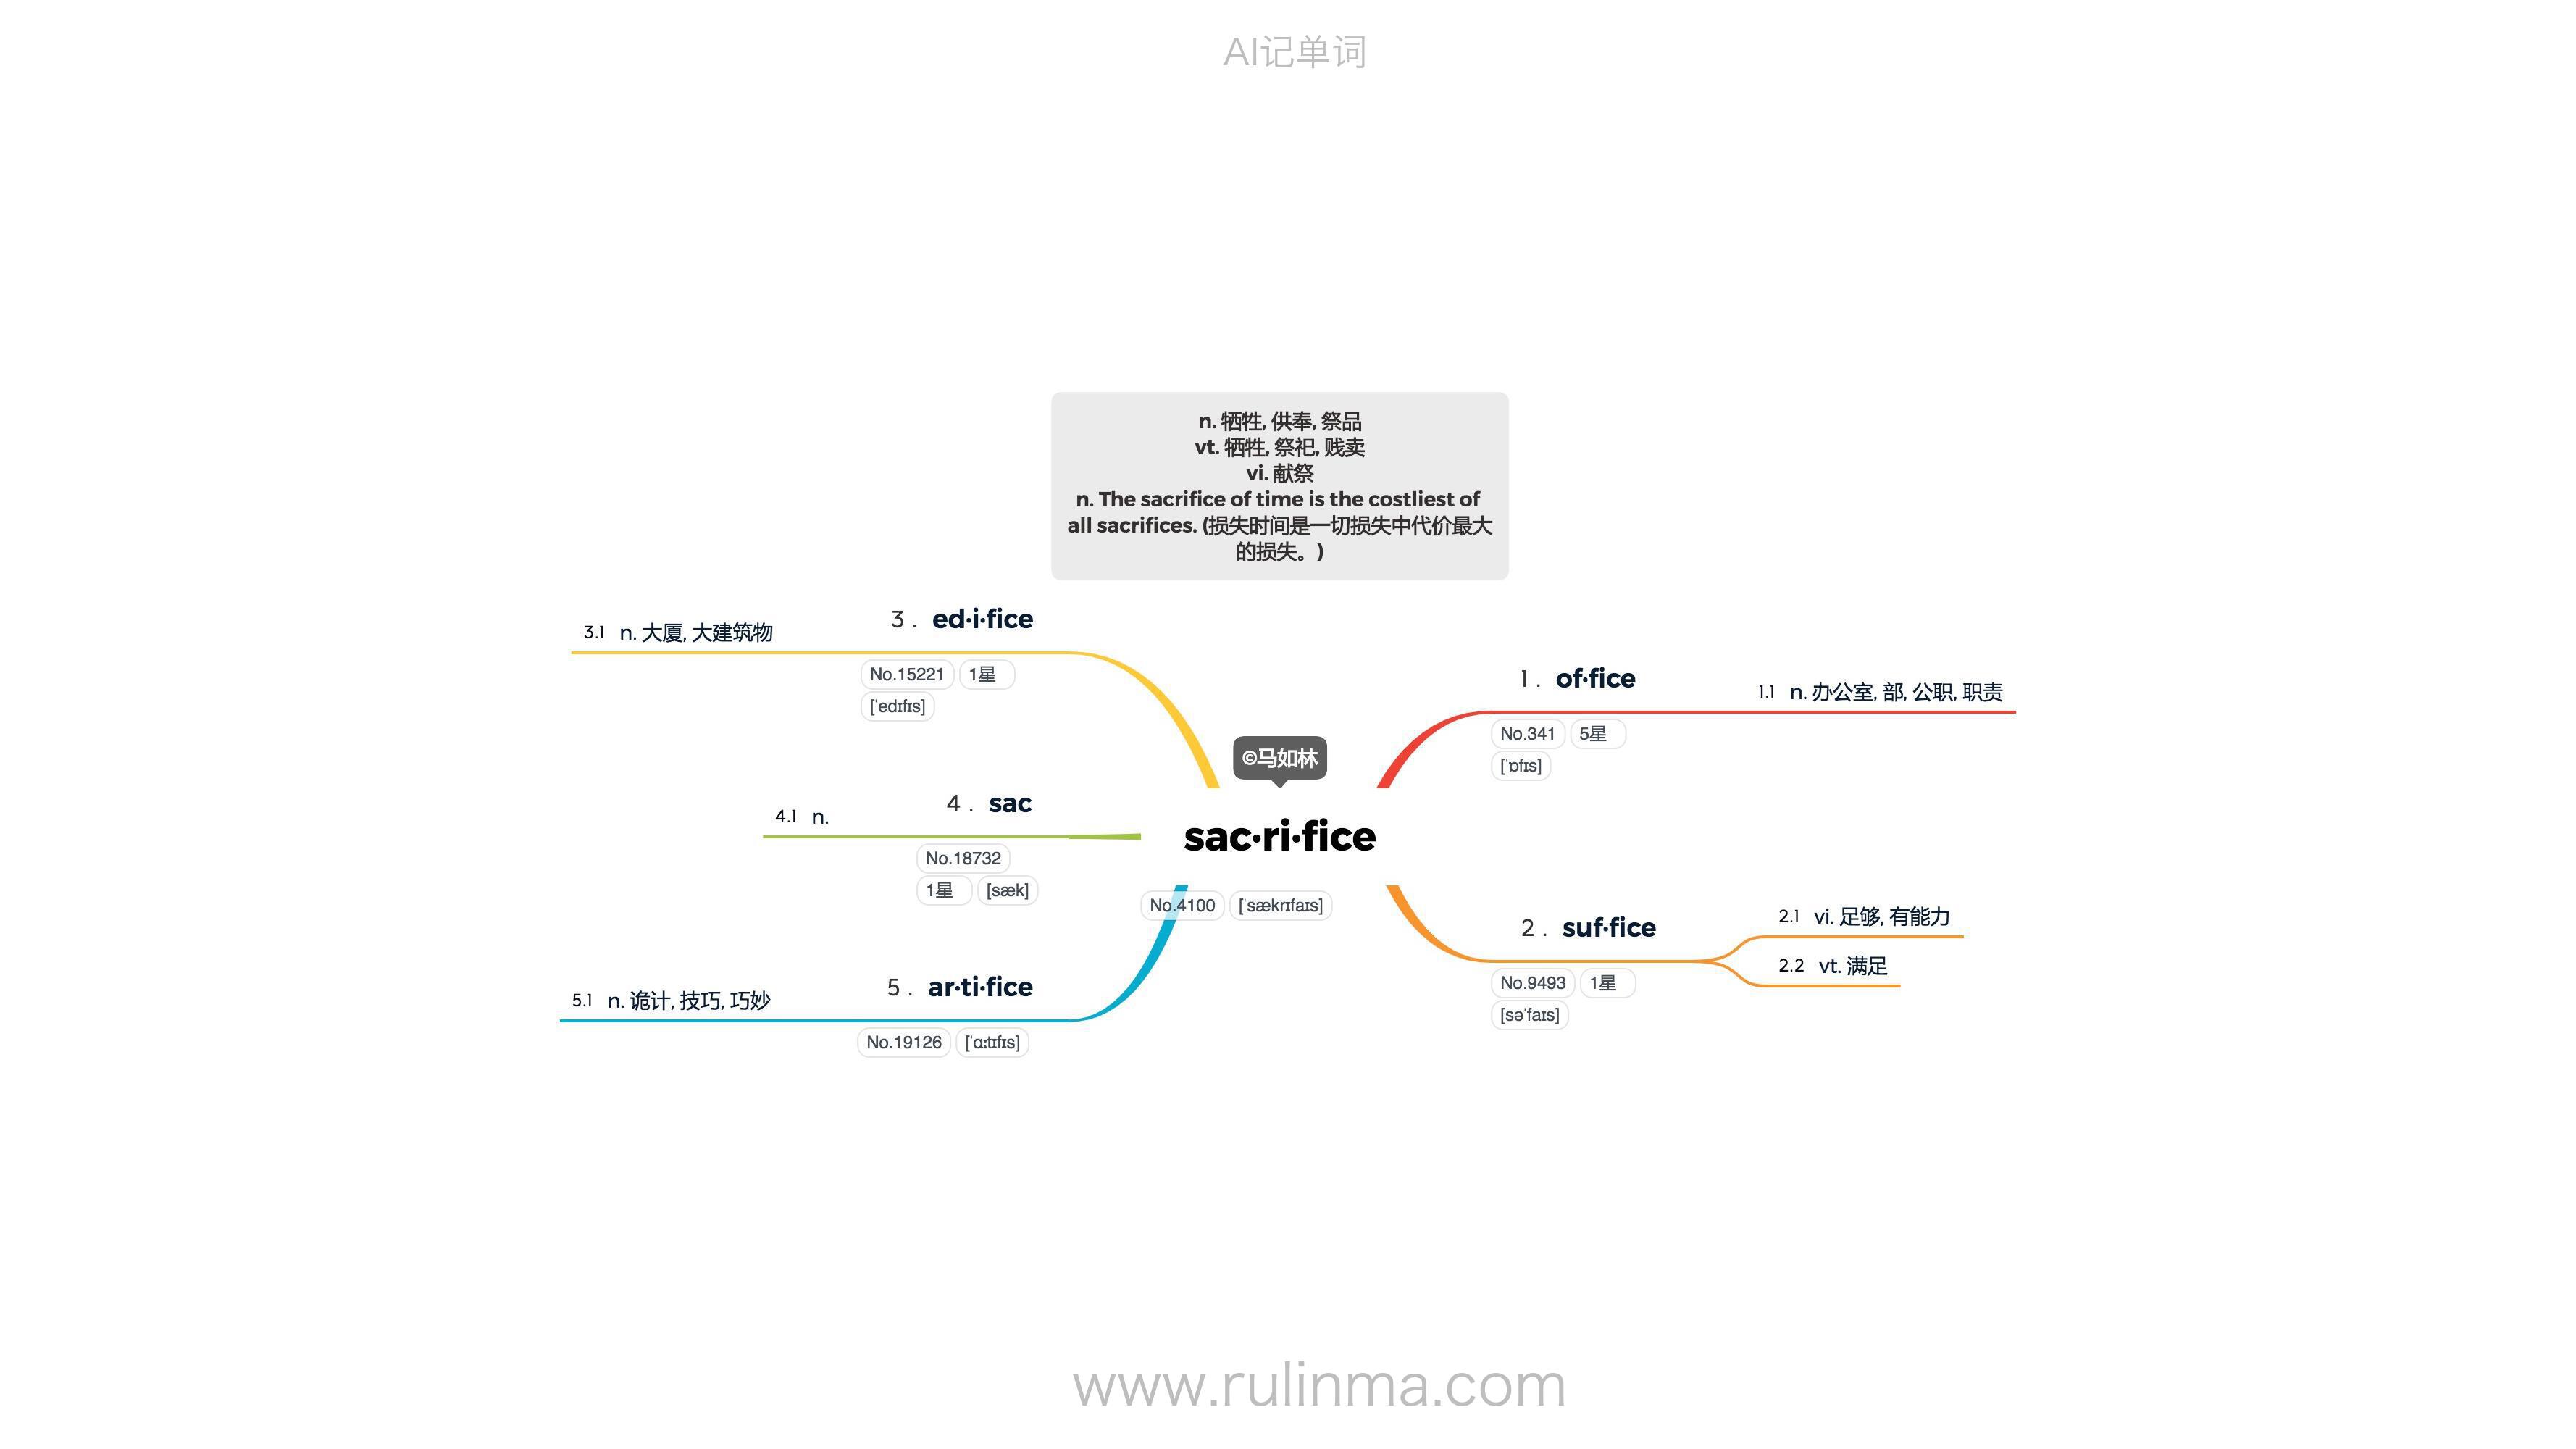 AI记单词
n. 牺牲, 供奉, 祭品
vt. 牺牲, 祭祀, 贱卖
vi. 献祭
n. The sacrifice of time is the costliest of
all sacrifices. (损失时间是一切损失中代价最大
的损失。)
©马如林
sac·ri·fice
No.4100 [ˈsækrɪfaɪs]
1. of·fice
No.341 5星
[ˈɒfɪs]
1.1 n. 办公室, 部, 公职, 职责
2. suf·fice
No.9493 1星
[səˈfaɪs]
2.1 vi. 足够, 有能力
2.2 vt. 满足
3. ed·i·fice
No.15221 1星
[ˈedɪfɪs]
3.1 n. 大厦, 大建筑物
4. sac
No.18732
1星 [sæk]
4.1 n.
5. ar·ti·fice
No.19126 [ˈɑːtɪfɪs]
5.1 n. 诡计, 技巧, 巧妙
www.rulinma.com